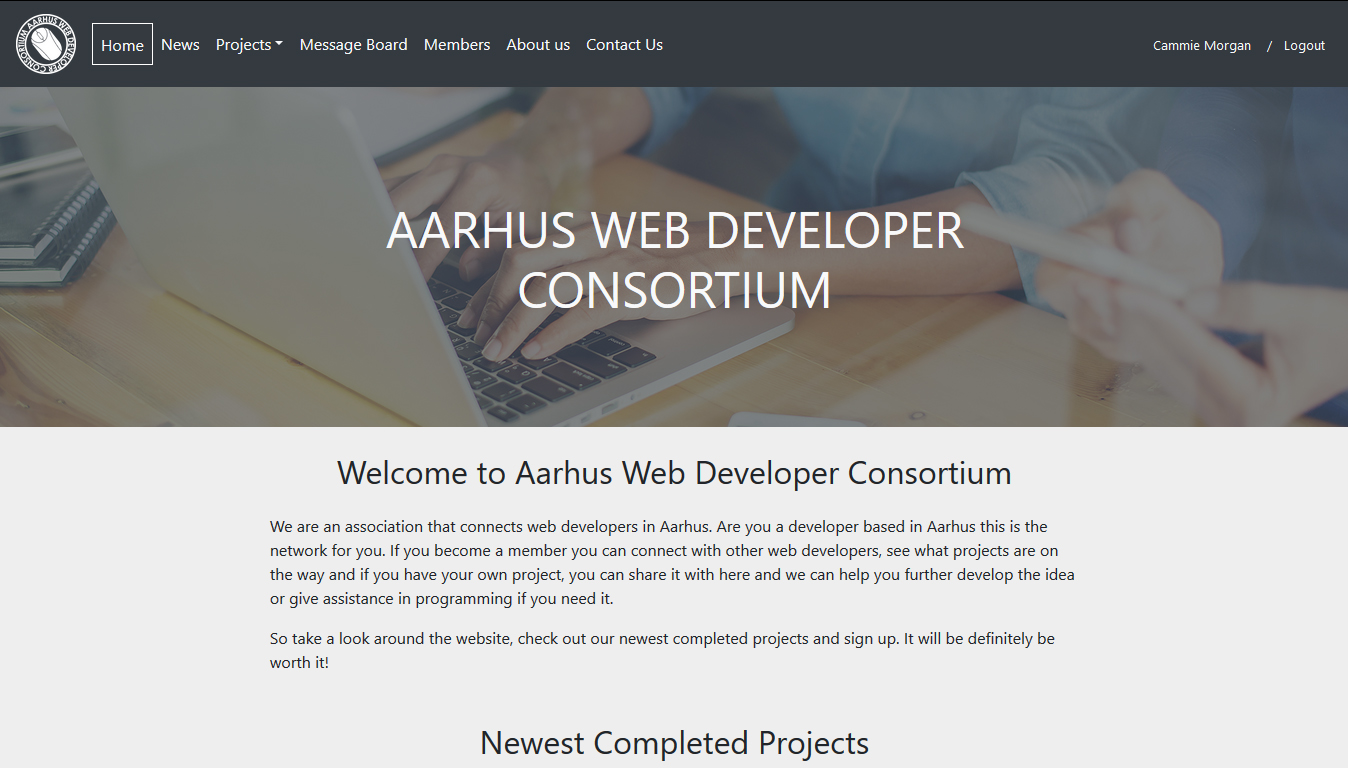 AARHUS WEB DEVELOPER CONSORTIUM
Home News Projects Message Board Members About us Contact Us Cammie Morgan / Logout
AARHUS WEB DEVELOPER
CONSORTIUM
Welcome to Aarhus Web Developer Consortium
We are an association that connects web developers in Aarhus. Are you a developer based in Aarhus this is the
network for you. If you become a member you can connect with other web developers, see what projects are on
the way and if you have your own project, you can share it with here and we can help you further develop the idea
or give assistance in programming if you need it.
So take a look around the website, check out our newest completed projects and sign up. It will be definitely be
worth it!
Newest Completed Projects